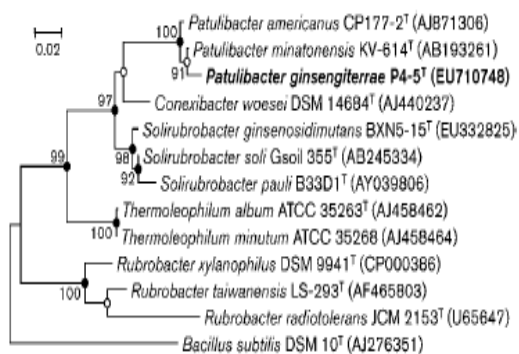 0.02
100
Patulibacter americanus CP177-2ᵀ (AJ871306)
Patulibacter minatonensis KV-614ᵀ (AB193261)
91
Patulibacter ginsengiterrae P4-5ᵀ (EU710748)
97
Conexibacter woesei DSM 14684ᵀ (AJ440237)
Solirubrobacter ginsenosidimutans BXN5-15ᵀ (EU332825)
98
Solirubrobacter soli Gsoil 355ᵀ (AB245334)
99
92
Solirubrobacter pauli B33D1ᵀ (AY039806)
Thermoleophilum album ATCC 35263ᵀ (AJ458462)
100
Thermoleophilum minutum ATCC 35268 (AJ458464)
Rubrobacter xylanophilus DSM 9941ᵀ (CP000386)
100
Rubrobacter taiwanensis LS-293ᵀ (AF465803)
Rubrobacter radiotolerans JCM 2153ᵀ (U65647)
Bacillus subtilis DSM 10ᵀ (AJ276351)